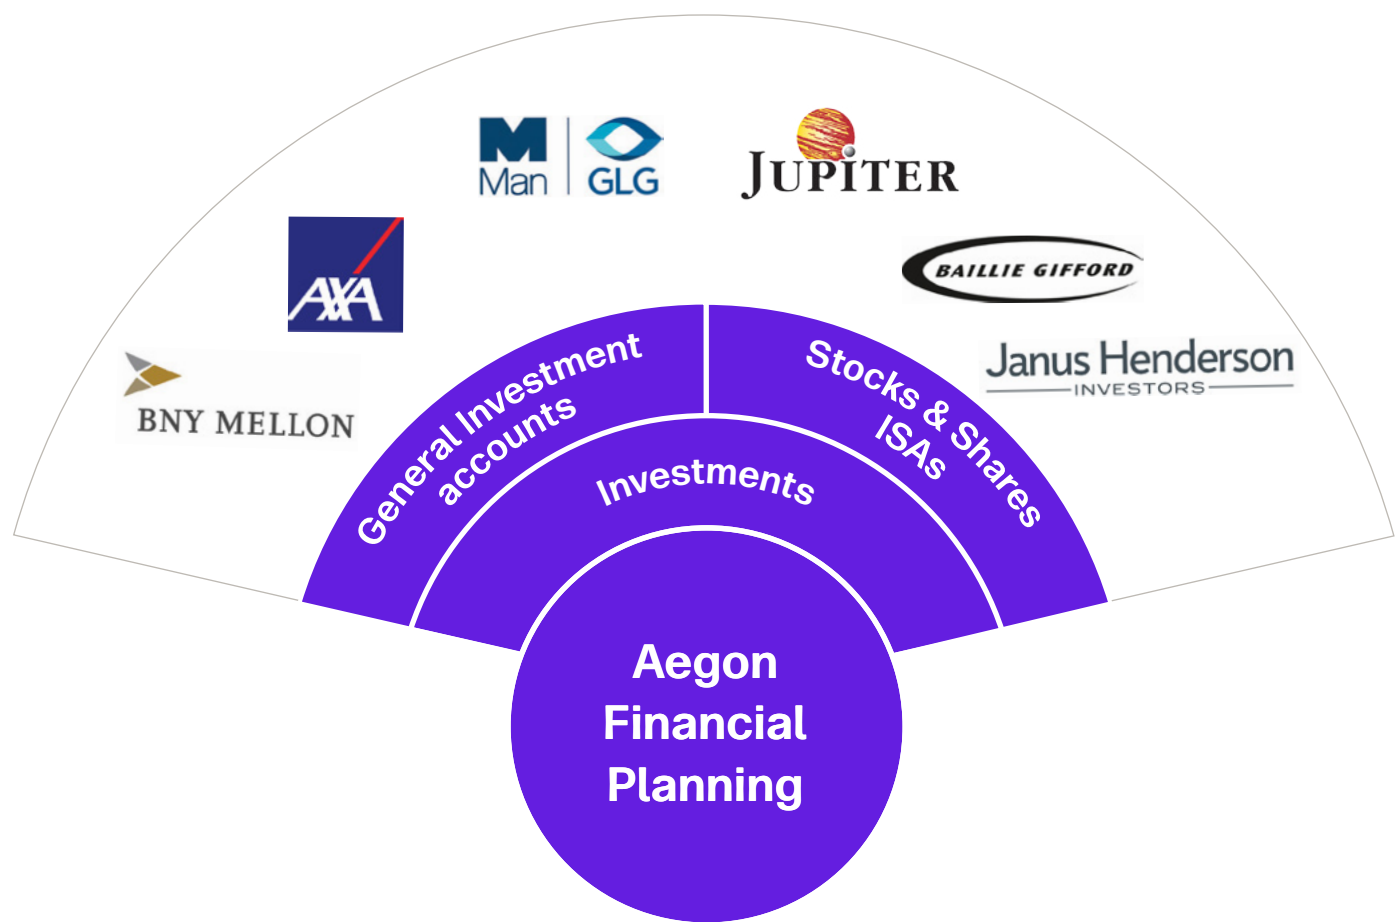 M
Man
GLG
JUPITER
AXA
BAILLIE GIFFORD
BNY MELLON
Janus Henderson
INVESTORS
General Investment
accounts
Stocks & Shares
ISAs
Investments
Aegon
Financial
Planning